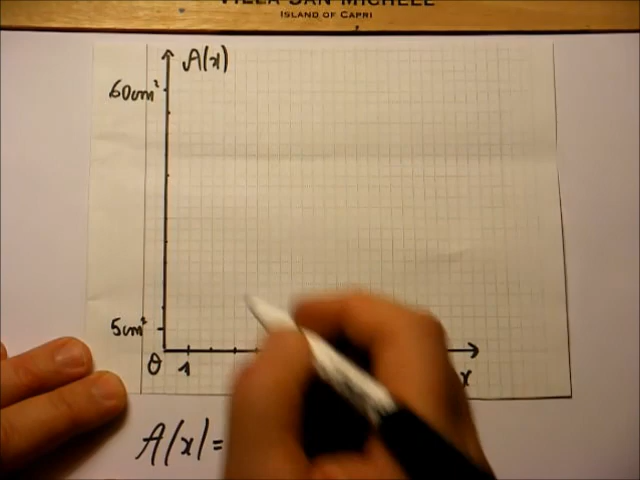 VILLA SAN MICHELE
ISLAND OF CAPRI
A(x)
60cm²
5cm²
0 1 x
A(x)=